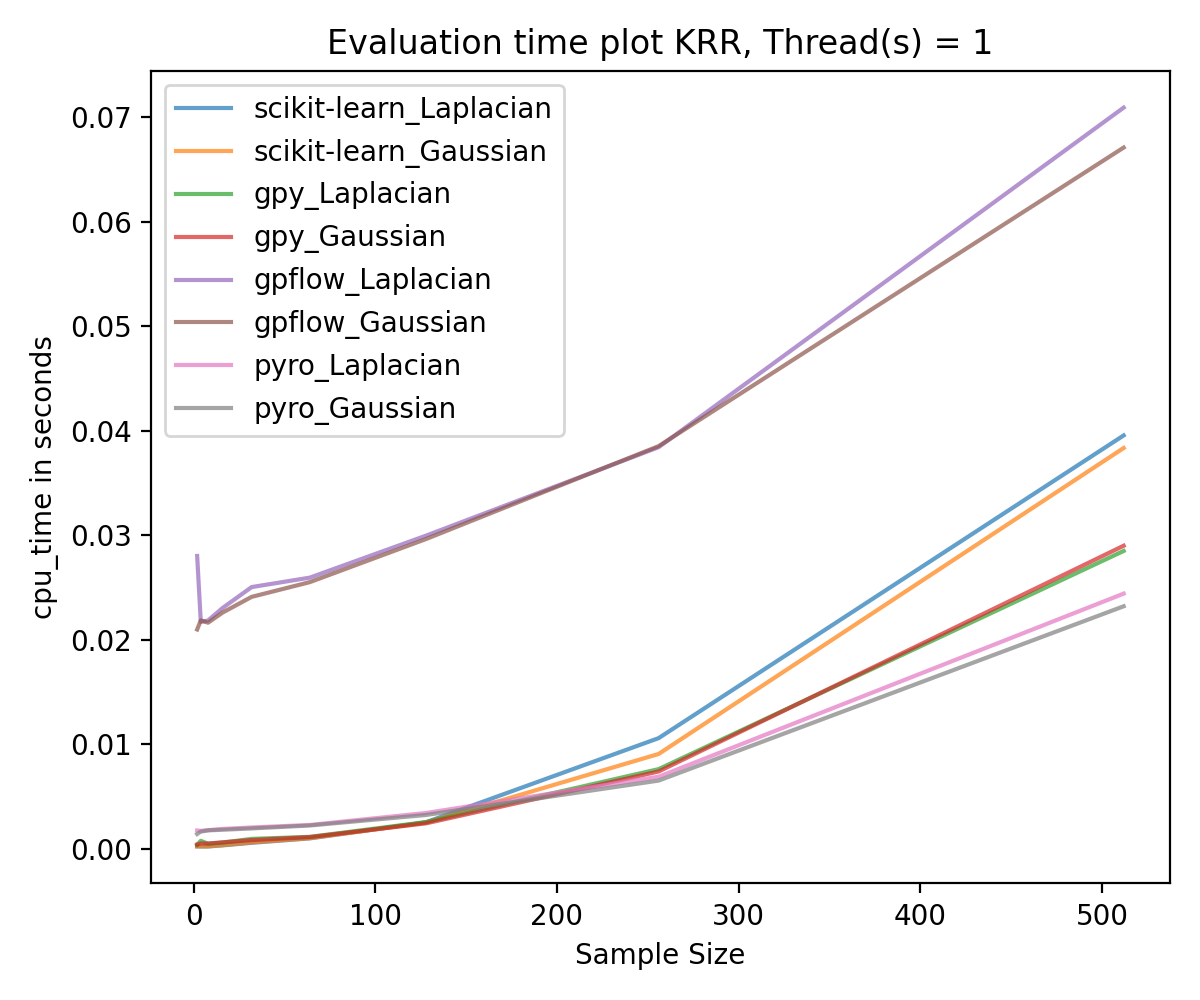 Evaluation time plot KRR, Thread(s) = 1
scikit-learn_Laplacian
scikit-learn_Gaussian
gpy_Laplacian
gpy_Gaussian
gpflow_Laplacian
gpflow_Gaussian
pyro_Laplacian
pyro_Gaussian
cpu_time in seconds
0.07
0.06
0.05
0.04
0.03
0.02
0.01
0.00
0 100 200 300 400 500
Sample Size